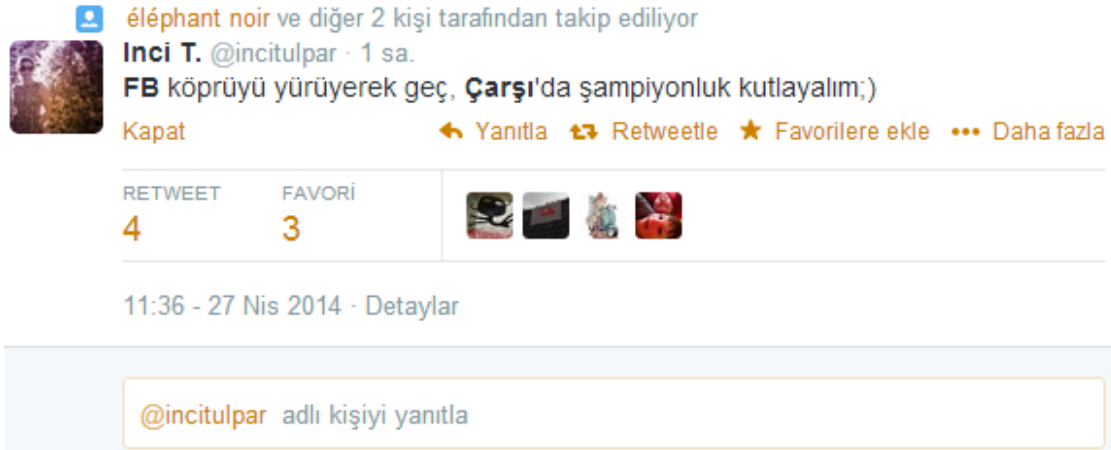 éléphant noir ve diğer 2 kişi tarafından takip ediliyor
Inci T. @incitulpar · 1 sa.
FB köprüyü yürüyerek geç, Çarşı'da şampiyonluk kutlayalım;)
Kapat Yanıtla Retweetle Favorilere ekle Daha fazla
RETWEET FAVORİ
4 3
11:36 - 27 Nis 2014 · Detaylar
@incitulpar adlı kişiyi yanıtla